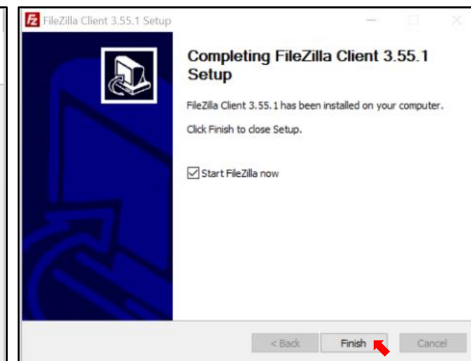 FileZilla Client 3.55.1 Setup
Completing FileZilla Client 3.55.1
Setup
FileZilla Client 3.55.1 has been installed on your computer.
Click Finish to close Setup.
Start FileZilla now
< Back Finish Cancel